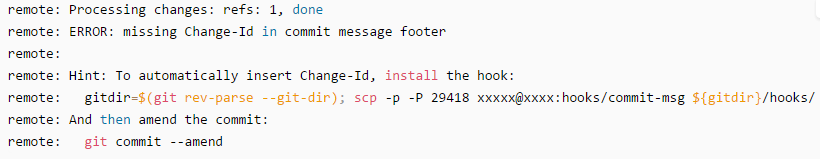 remote: Processing changes: refs: 1, done
remote: ERROR: missing Change-Id in commit message footer
remote:
remote: Hint: To automatically insert Change-Id, install the hook:
remote:   gitdir=$(git rev-parse --git-dir); scp -p -P 29418 xxxxx@xxxx:hooks/commit-msg ${gitdir}/hooks/
remote: And then amend the commit:
remote:   git commit --amend